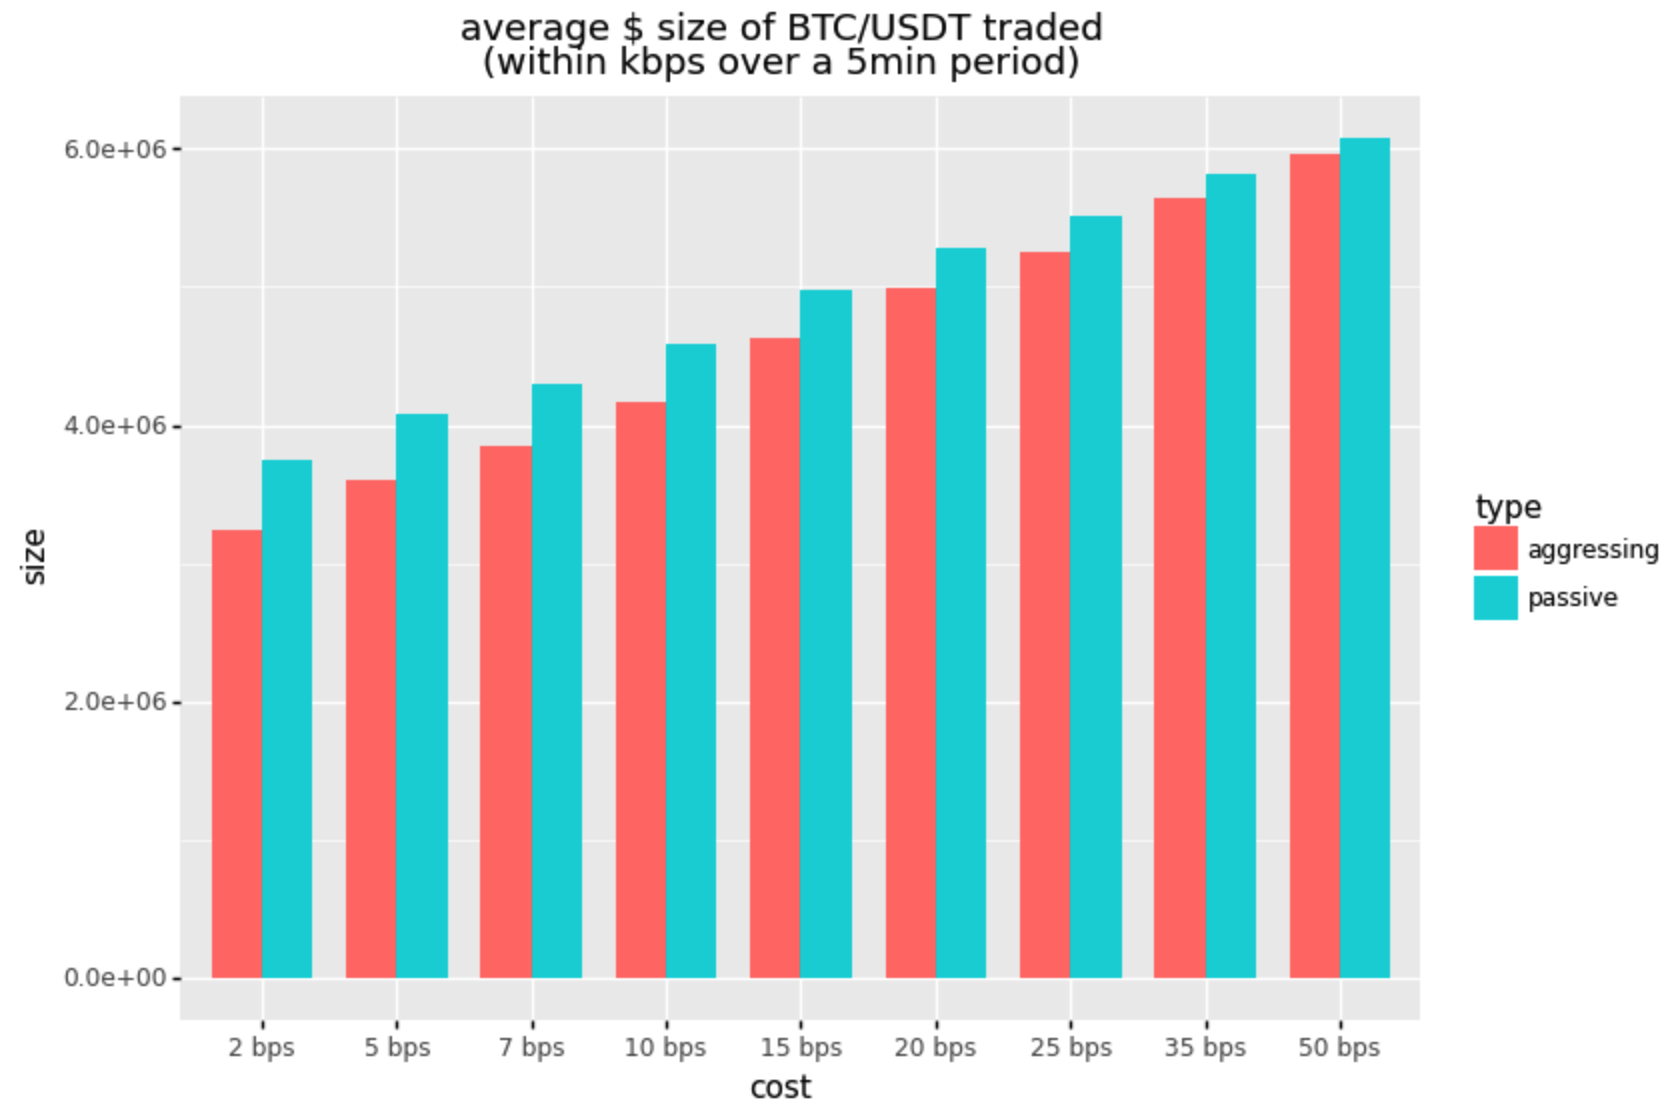 average $ size of BTC/USDT traded
(within kbps over a 5min period)
6.0e+06
4.0e+06
2.0e+06
0.0e+00
size
2 bps 5 bps 7 bps 10 bps 15 bps 20 bps 25 bps 35 bps 50 bps
cost
type
aggressing
passive